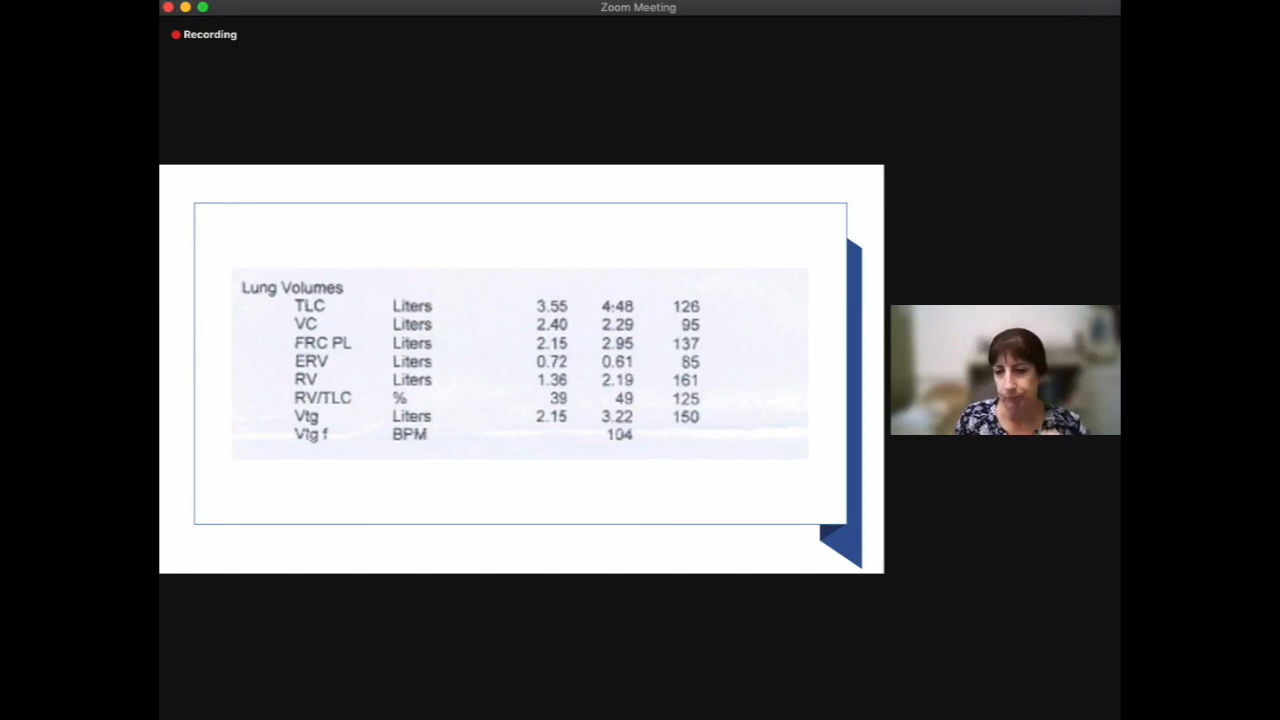 Zoom Meeting
Recording
Lung Volumes
TLC Liters 3.55 4:48 126
VC Liters 2.40 2.29 95
FRC PL Liters 2.15 2.95 137
ERV Liters 0.72 0.61 85
RV Liters 1.36 2.19 161
RV/TLC % 39 49 125
Vtg Liters 2.15 3.22 150
Vtg f BPM 104